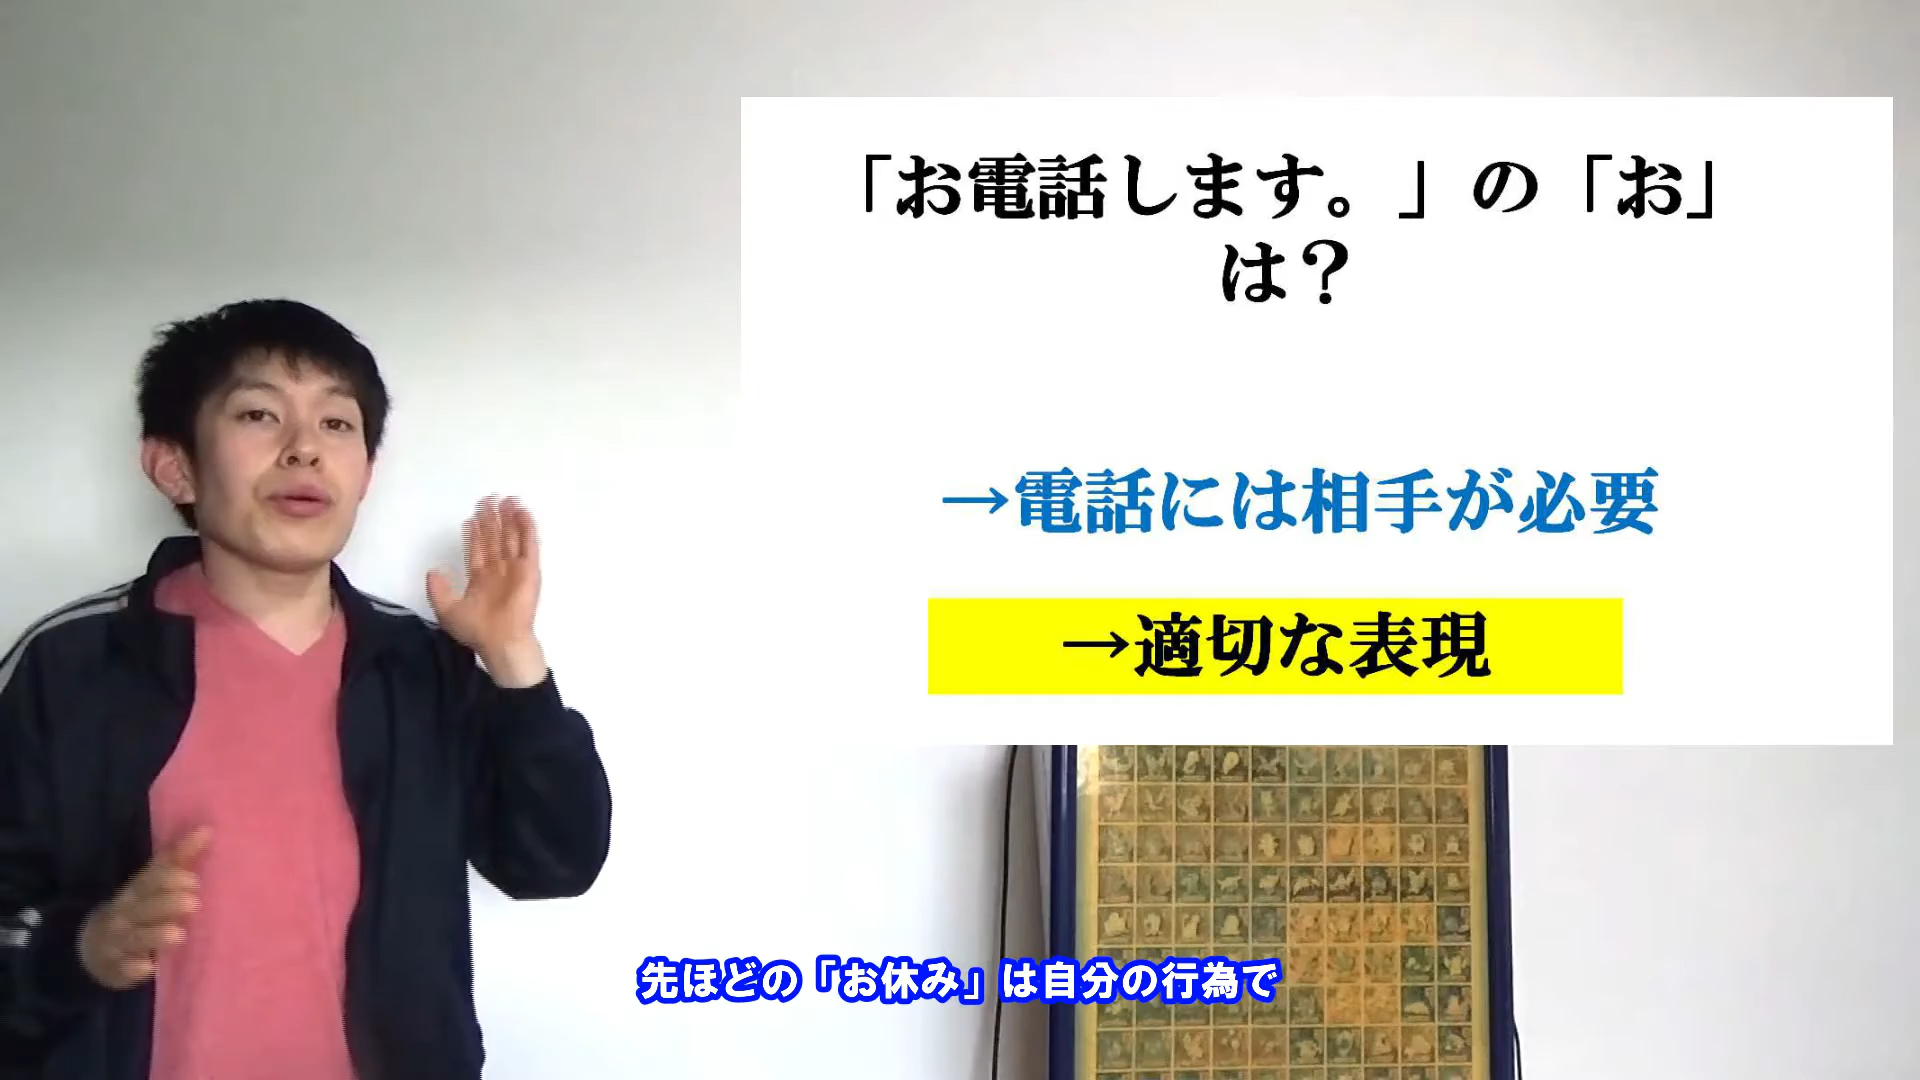 「お電話します。」の「お」
は？
→電話には相手が必要
→適切な表現
先ほどの「お休み」は自分の行為で